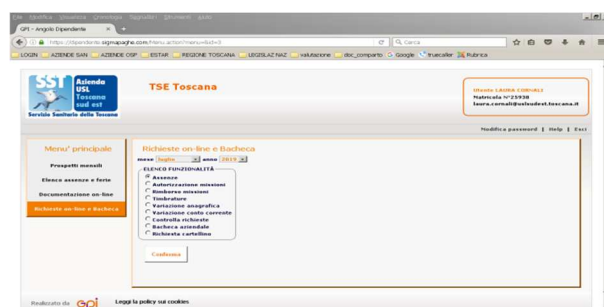 File Modifica Visualizza Cronologia Segnalibri Strumenti Aiuto
GPI - Angolo Dipendente × +
https://dipendente.sigmapaghe.com/Menu.action?menu=&id=3
Cerca
LOGIN AZIENDE SAN AZIENDE OSP ESTAR REGIONE TOSCANA LEGISLAZ NAZ valutazione doc_comparto Google truecaller Rubrica
SST Azienda
USL
Toscana
sud est
Servizio Sanitario della Toscana
TSE Toscana
Utente LAURA CORNALI
Matricola N°25930
laura.cornali@uslsudest.toscana.it
Modifica password | Help | Esci
Menu' principale
Prospetti mensili
Elenco assenze e ferie
Documentazione on-line
Richieste on-line e Bacheca
Richieste on-line e Bacheca
mese luglio anno 2019
ELENCO FUNZIONALITÀ
Assenze
Autorizzazione missioni
Rimborso missioni
Timbrature
Variazione anagrafica
Variazione conto corrente
Controlla richieste
Bacheca aziendale
Richiesta cartellino
Conferma
Realizzato da GPI Leggi la policy sui cookies